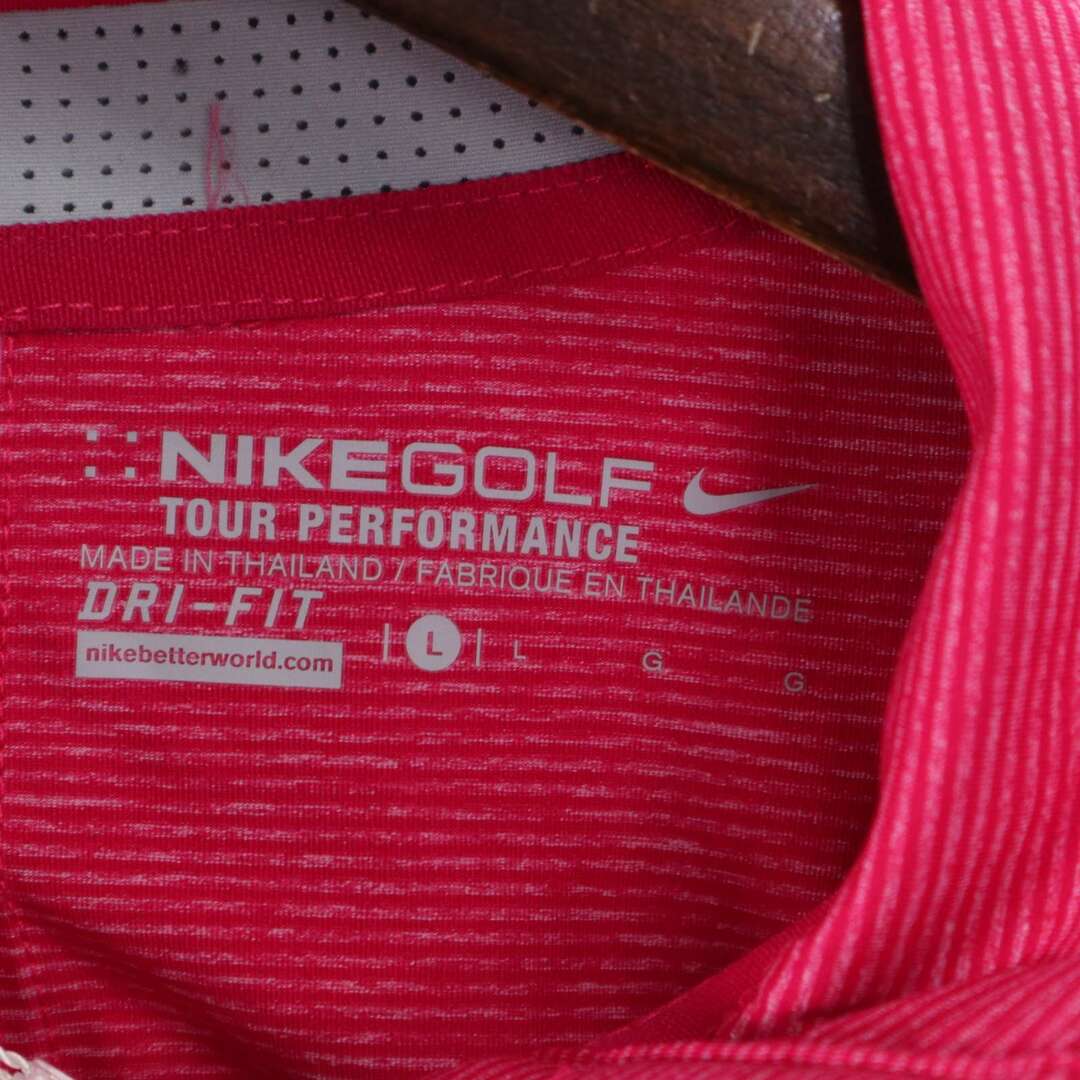 NIKEGOLF
TOUR PERFORMANCE
MADE IN THAILAND / FABRIQUE EN THAILANDE
DRI-FIT
nikebetterworld.com | L | L G G